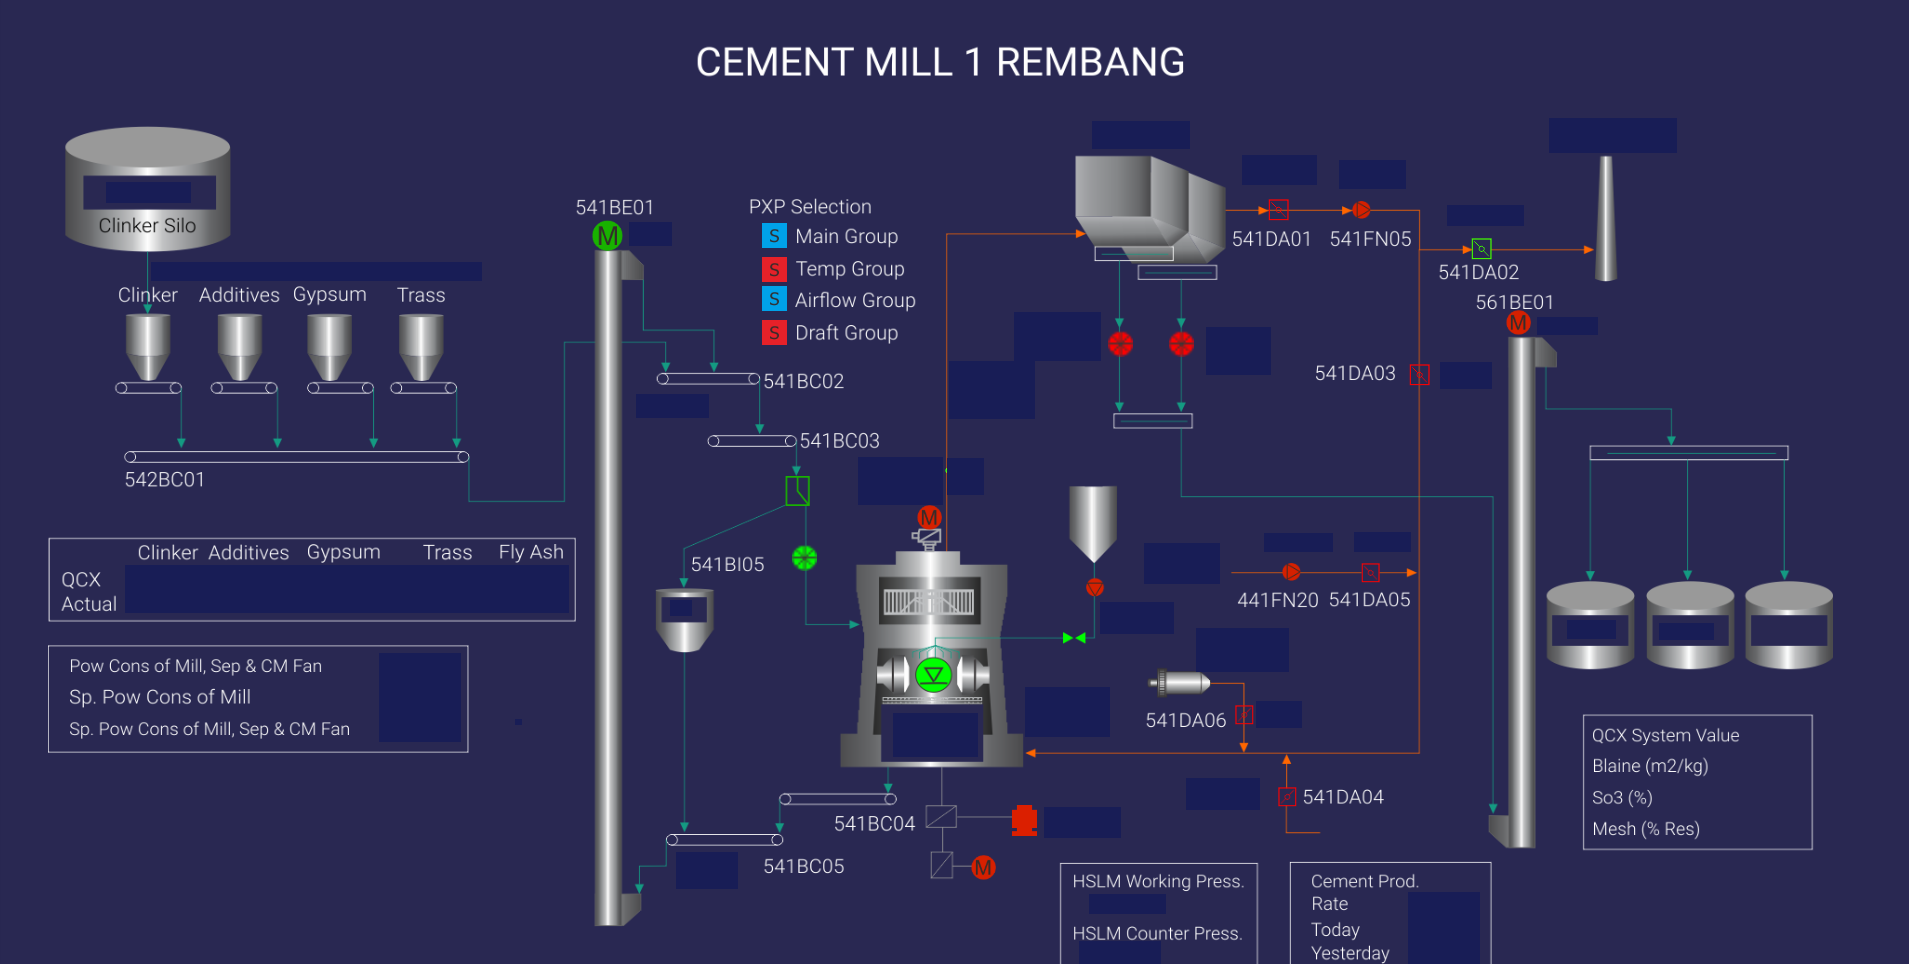 CEMENT MILL 1 REMBANG
Clinker Silo
Clinker
Additives
Gypsum
Trass
542BC01
541BE01
M
PXP Selection
S Main Group
S Temp Group
S Airflow Group
S Draft Group
541BC02
541BC03
541BI05
M
541BC04
541BC05
M
541DA01
541FN05
541DA02
561BE01
M
541DA03
441FN20
541DA05
541DA06
541DA04
Clinker Additives Gypsum Trass Fly Ash
QCX
Actual
Pow Cons of Mill, Sep & CM Fan
Sp. Pow Cons of Mill
Sp. Pow Cons of Mill, Sep & CM Fan
QCX System Value
Blaine (m2/kg)
So3 (%)
Mesh (% Res)
HSLM Working Press.
HSLM Counter Press.
Cement Prod.
Rate
Today
Yesterday